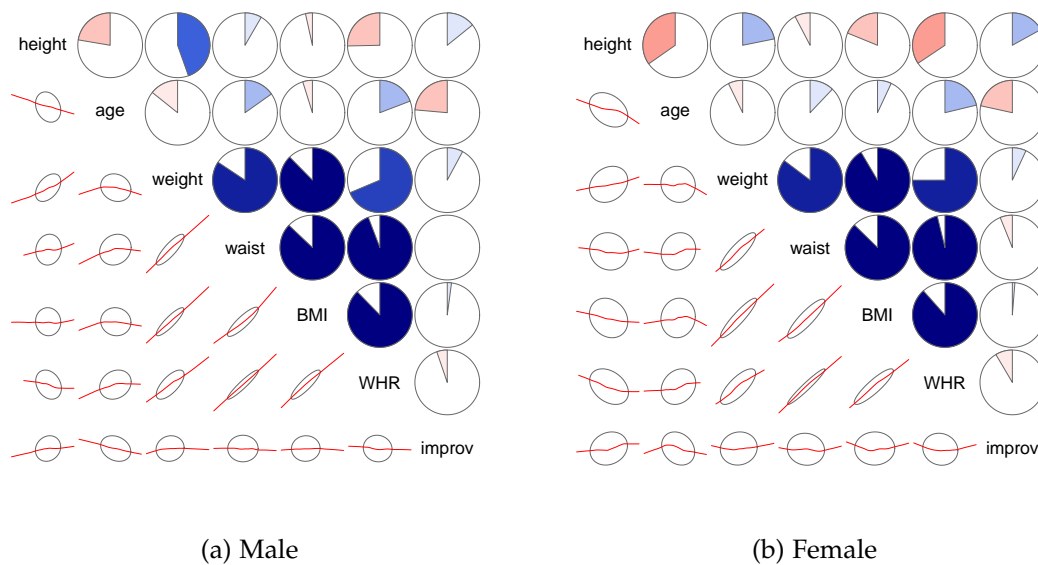 height
age
weight
waist
BMI
WHR
improv
(a) Male
height
age
weight
waist
BMI
WHR
improv
(b) Female